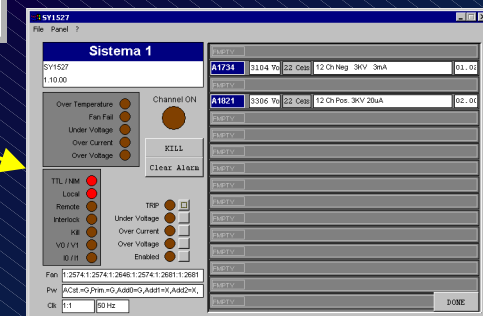 SY1527
File Panel ?
Sistema 1
SY1527
1.10.00
Over Temperature
Fan Fail
Under Voltage
Over Current
Over Voltage
Channel ON
KILL
Clear Alarm
TTL / NIM
Local
Remote
Interlock
Kill
V0 / V1
I0 / I1
TRIP
Under Voltage
Over Current
Over Voltage
Enabled
Fan 1:2574:1:2574:1:2646:1:2574:1:2681:1:2681
Pw ACst.=G,Prim.=G,Add0=G,Add1=X,Add2=X,
Clk 1:1 50 Hz
EMPTY
A1734 3104 Vo 22 Cels 12 Ch Neg 3KV 3mA 01.02
EMPTY
A1821 3306 Vo 22 Cels 12 Ch Pos. 3KV 20uA 02.00
EMPTY
EMPTY
EMPTY
EMPTY
EMPTY
EMPTY
EMPTY
EMPTY
EMPTY
EMPTY
EMPTY
EMPTY
DONE